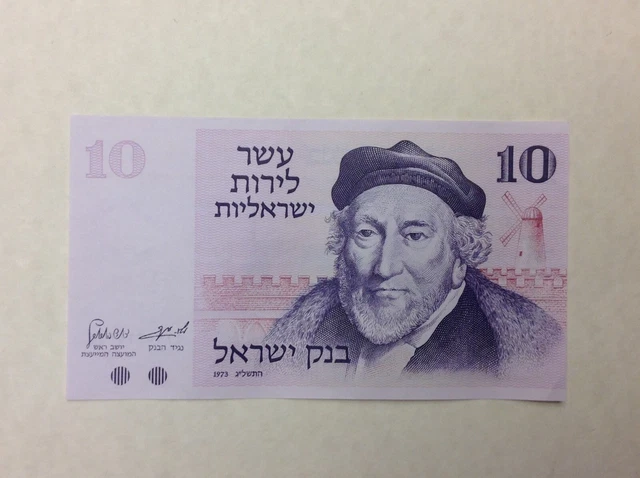 10
עשר
לירות
ישראליות
10
בנק ישראל
התשל״ג 1973
יושב ראש
המועצה המייעצת
נגיד הבנק